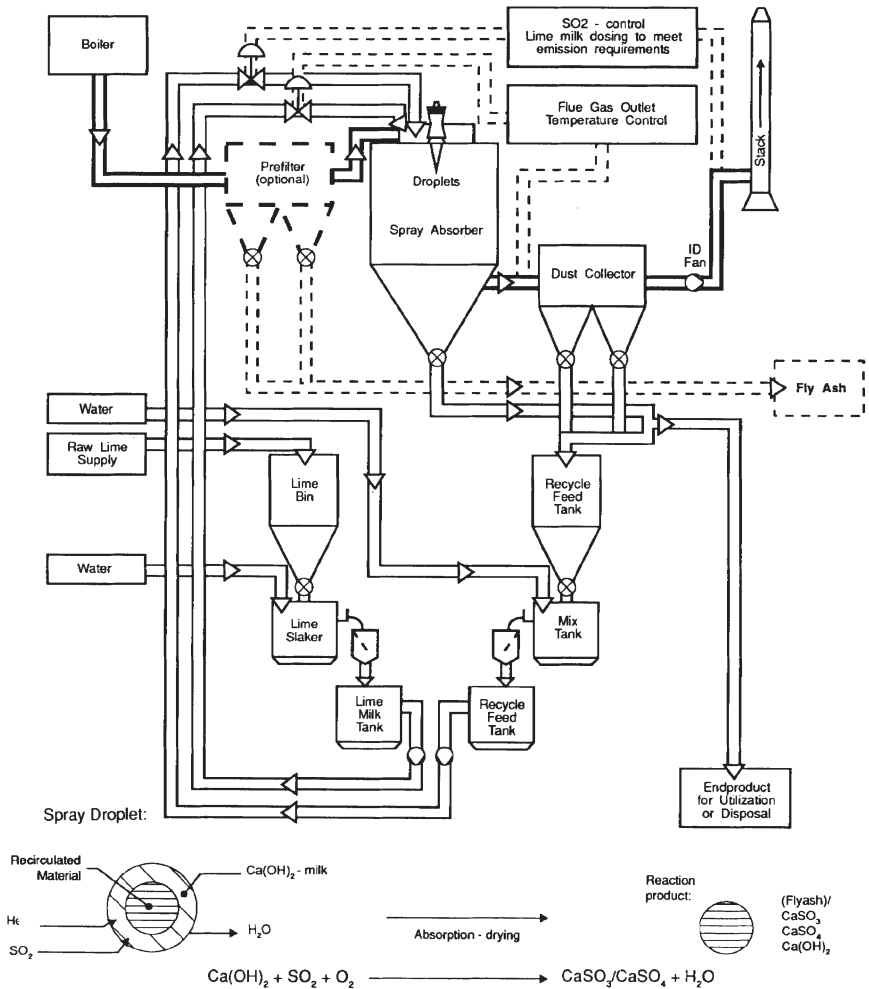 Boiler
SO2 - control
Lime milk dosing to meet
emission requirements
Flue Gas Outlet
Temperature Control
Stack
Prefilter
(optional)
Droplets
Spray Absorber
ID
Fan
Dust Collector
Fly Ash
Water
Raw Lime
Supply
Lime
Bin
Recycle
Feed
Tank
Water
Lime
Slaker
Mix
Tank
Lime
Milk
Tank
Recycle
Feed
Tank
Endproduct
for Utilization
or Disposal
Spray Droplet:
Recirculated
Material
Ca(OH)₂ - milk
H₂O
SO₂
Absorption - drying
Reaction
product:
(Flyash)/
CaSO₃
CaSO₄
Ca(OH)₂
Ca(OH)₂ + SO₂ + O₂
CaSO₃/CaSO₄ + H₂O